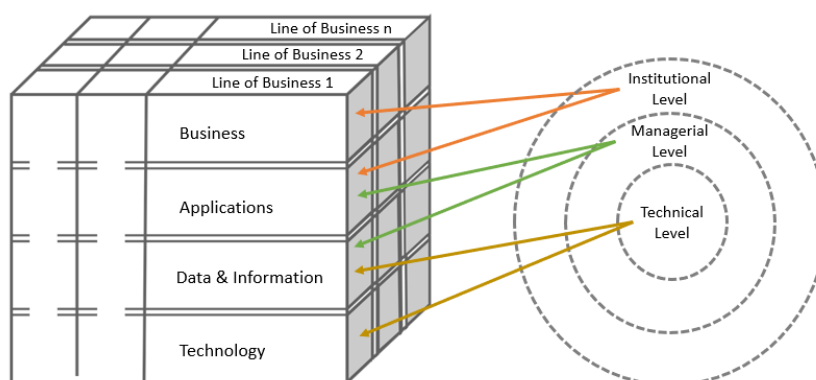 Line of Business n
Line of Business 2
Line of Business 1
Business
Applications
Data & Information
Technology
Institutional
Level
Managerial
Level
Technical
Level